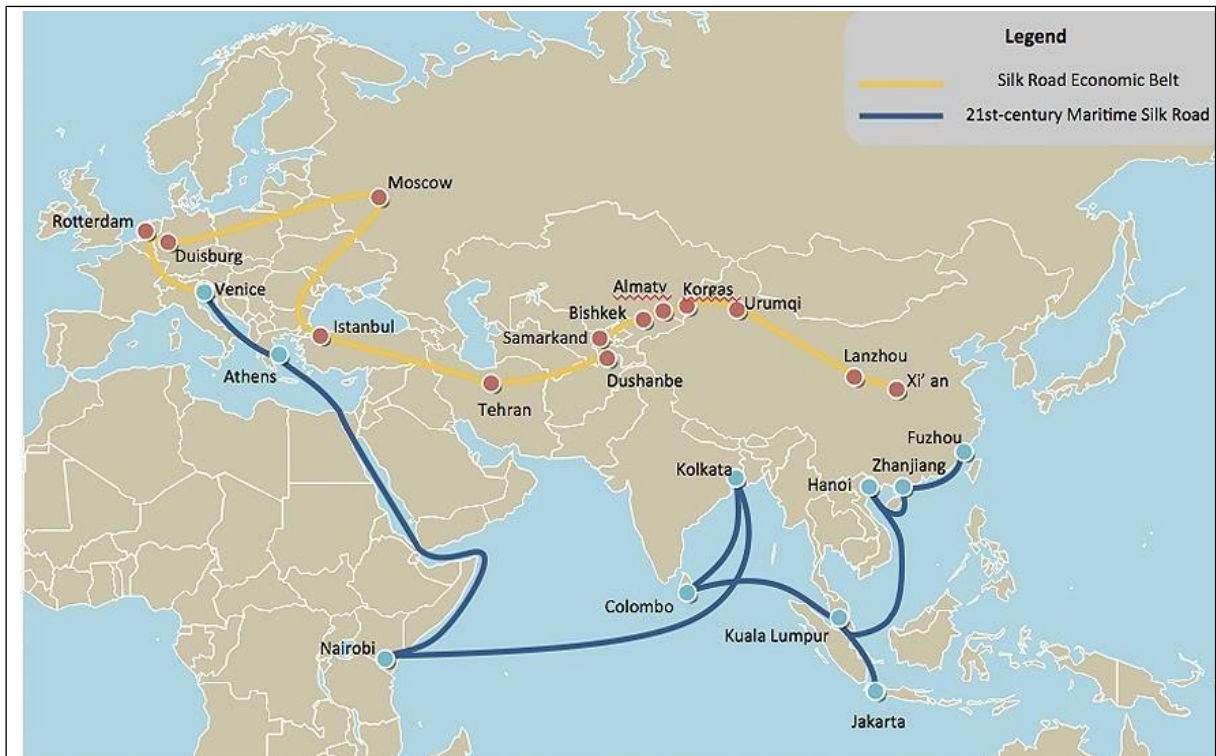 Legend
Silk Road Economic Belt
21st-century Maritime Silk Road
Moscow
Rotterdam
Duisburg
Venice
Almatv
Korgas
Urumqi
Bishkek
Istanbul
Samarkand
Lanzhou
Athens
Dushanbe
Xi’ an
Tehran
Fuzhou
Kolkata
Zhanjiang
Hanoi
Colombo
Kuala Lumpur
Nairobi
Jakarta